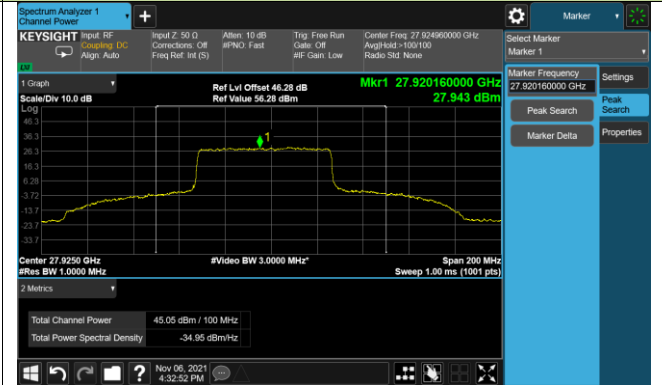 Spectrum Analyzer 1
Channel Power
+
KEYSIGHT
Input: RF
Coupling: DC
Align: Auto
Input Z: 50 Ω
Corrections: Off
Freq Ref: Int (S)
Atten: 10 dB
#PNO: Fast
Trig: Free Run
Gate: Off
#IF Gain: Low
Center Freq: 27.924960000 GHz
Avg|Hold:>100/100
Radio Std: None
1 Graph
Scale/Div 10.0 dB
Ref Lvl Offset 46.28 dB
Ref Value 56.28 dBm
Mkr1 27.920160000 GHz
27.943 dBm
Log
46.3
36.3
26.3
16.3
6.28
-3.72
-13.7
-23.7
-33.7
1
Center 27.9250 GHz
#Video BW 3.0000 MHz*
Span 200 MHz
#Res BW 1.0000 MHz
Sweep 1.00 ms (1001 pts)
2 Metrics
Total Channel Power 45.05 dBm / 100 MHz
Total Power Spectral Density -34.95 dBm/Hz
?
Nov 06, 2021
4:32:52 PM
Marker
Select Marker
Marker 1
Marker Frequency
27.920160000 GHz
Peak Search
Marker Delta
Settings
Peak
Search
Properties